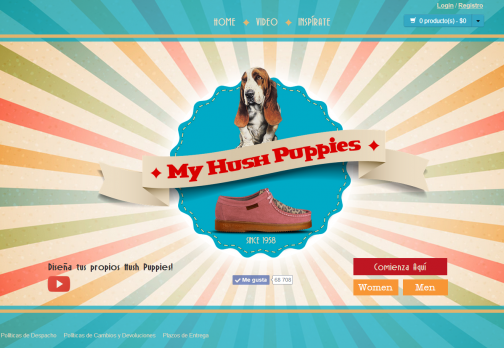 Login / Registro
HOME ◆ VIDEO ◆ INSPÍRATE
0 producto(s) - $0
My Hush Puppies
SINCE 1958
Diseña tus propios Hush Puppies!
Me gusta 68 708
Comienza Aquí
Women Men
Políticas de Despacho Políticas de Cambios y Devoluciones Plazos de Entrega